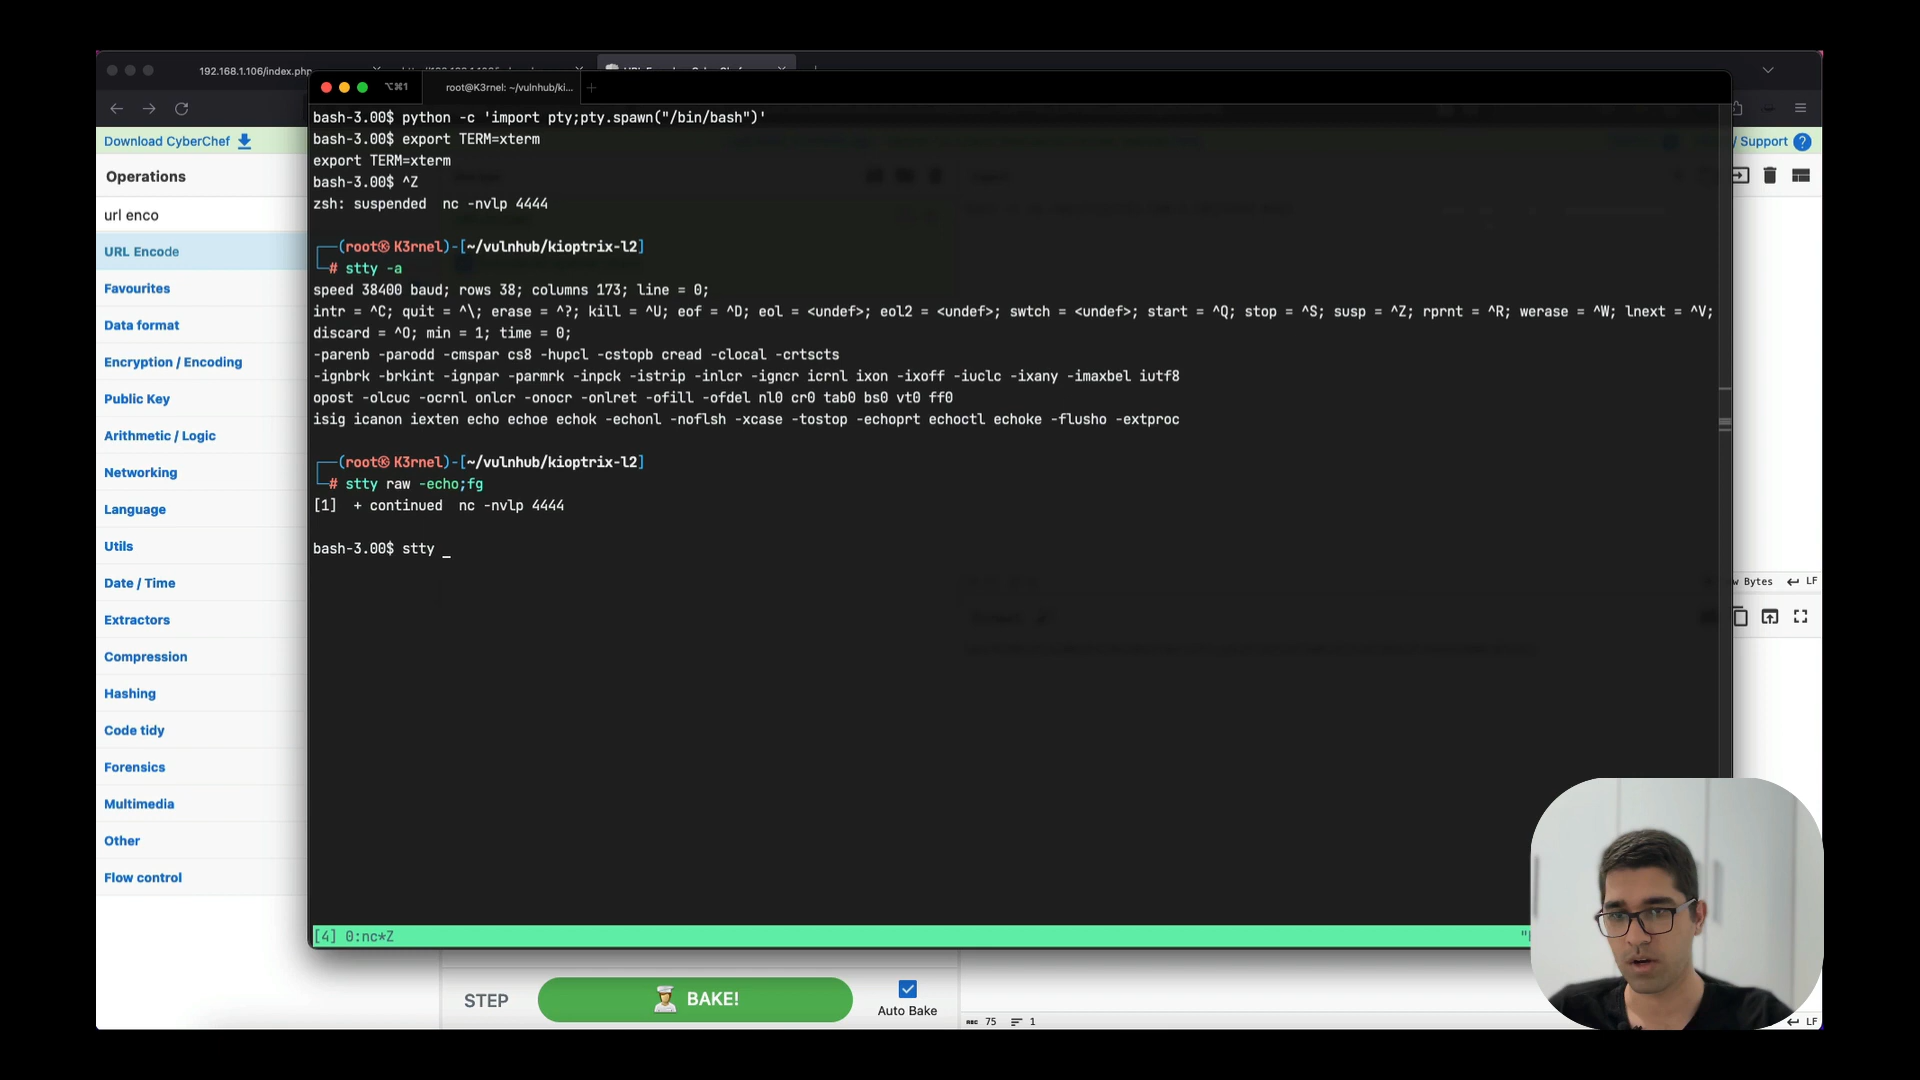 192.168.1.106/index.php
⌥⌘1
root@K3rnel: ~/vulnhub/ki...
Download CyberChef
/ Support
Operations
url enco
URL Encode
Favourites
Data format
Encryption / Encoding
Public Key
Arithmetic / Logic
Networking
Language
Utils
Date / Time
Extractors
Compression
Hashing
Code tidy
Forensics
Multimedia
Other
Flow control
bash-3.00$ python -c 'import pty;pty.spawn("/bin/bash")'
bash-3.00$ export TERM=xterm
export TERM=xterm
bash-3.00$ ^Z
zsh: suspended  nc -nvlp 4444
┌──(root㉿K3rnel)-[~/vulnhub/kioptrix-l2]
└─# stty -a
speed 38400 baud; rows 38; columns 173; line = 0;
intr = ^C; quit = ^\; erase = ^?; kill = ^U; eof = ^D; eol = <undef>; eol2 = <undef>; swtch = <undef>; start = ^Q; stop = ^S; susp = ^Z; rprnt = ^R; werase = ^W; lnext = ^V;
discard = ^O; min = 1; time = 0;
-parenb -parodd -cmspar cs8 -hupcl -cstopb cread -clocal -crtscts
-ignbrk -brkint -ignpar -parmrk -inpck -istrip -inlcr -igncr icrnl ixon -ixoff -iuclc -ixany -imaxbel iutf8
opost -olcuc -ocrnl onlcr -onocr -onlret -ofill -ofdel nl0 cr0 tab0 bs0 vt0 ff0
isig icanon iexten echo echoe echok -echonl -noflsh -xcase -tostop -echoprt echoctl echoke -flusho -extproc
┌──(root㉿K3rnel)-[~/vulnhub/kioptrix-l2]
└─# stty raw -echo;fg
[1]  + continued  nc -nvlp 4444
bash-3.00$ stty _
[4] 0:nc*Z
Bytes
LF
STEP
BAKE!
Auto Bake
75
1
LF